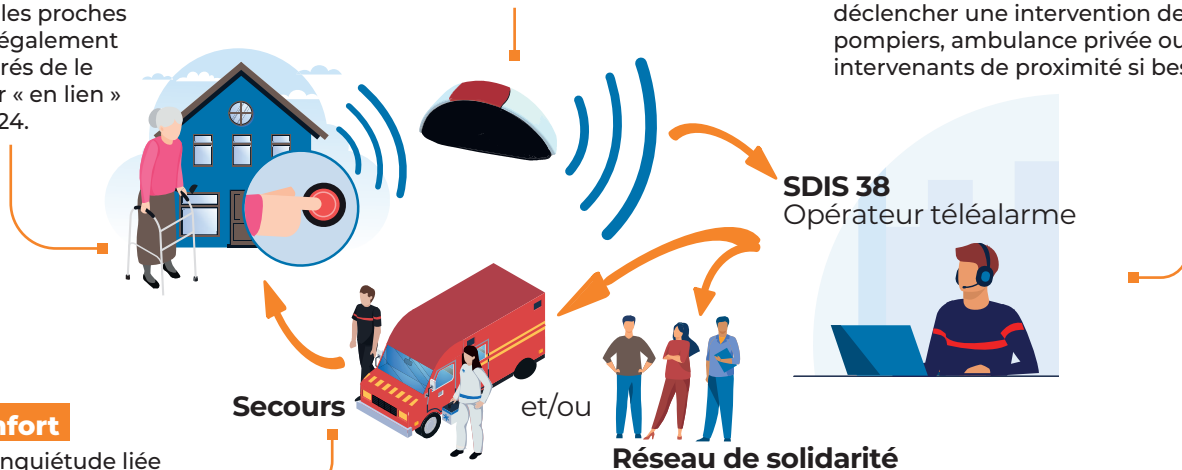 les proches
également
rés de le
r « en lien »
24.
déclencher une intervention de
pompiers, ambulance privée ou
intervenants de proximité si bes
SDIS 38
Opérateur téléalarme
Secours
et/ou
Réseau de solidarité
nfort
nquiétude liée